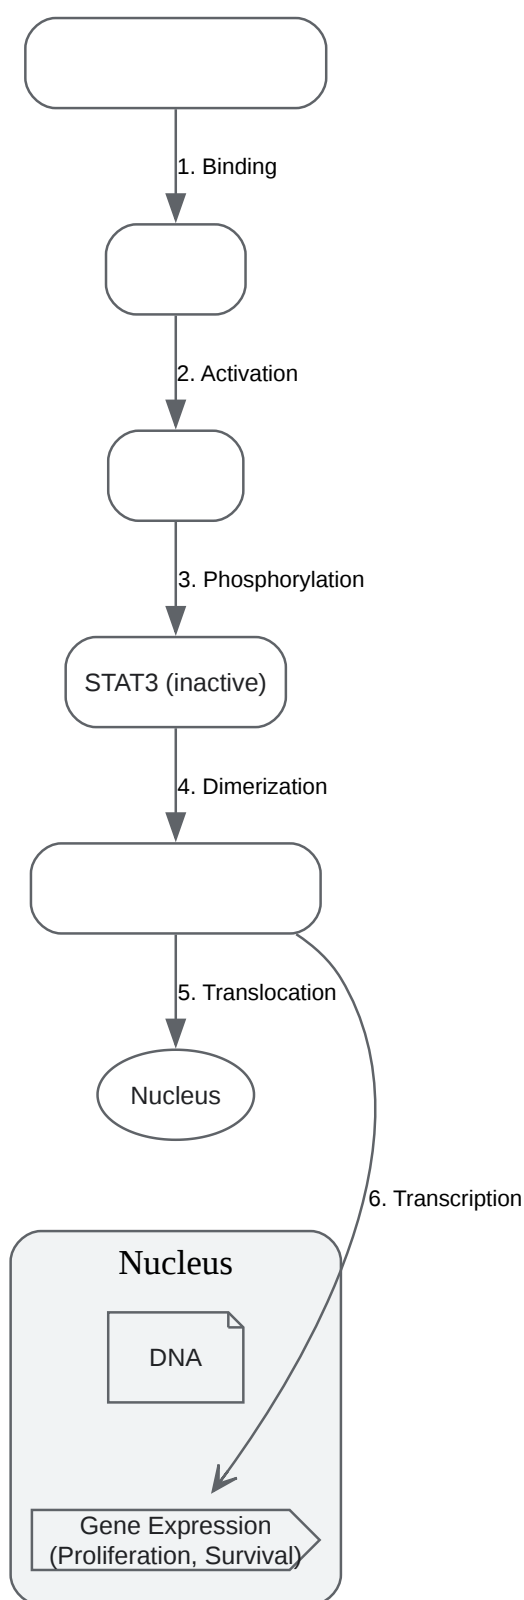 1. Binding
2. Activation
3. Phosphorylation
STAT3 (inactive)
4. Dimerization
5. Translocation
Nucleus
6. Transcription
Nucleus
DNA
Gene Expression
(Proliferation, Survival)